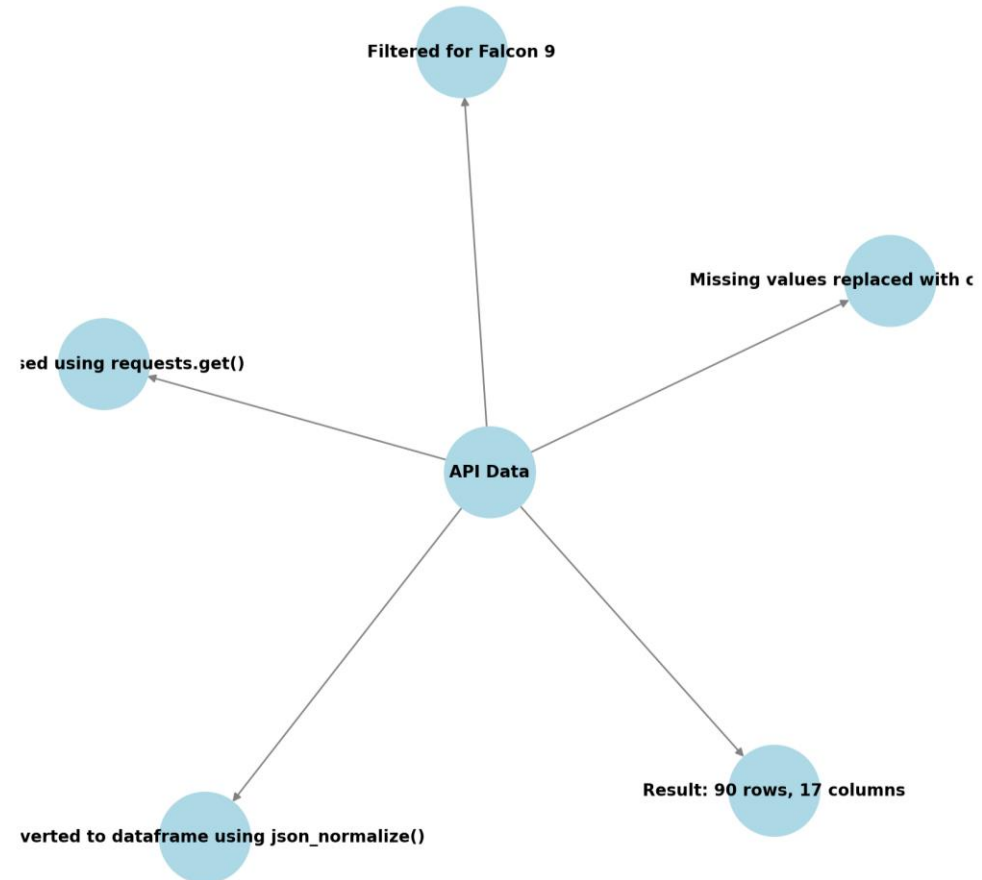 Filtered for Falcon 9
Missing values replaced with
sed using requests.get()
API Data
Result: 90 rows, 17 columns
verted to dataframe using json_normalize()